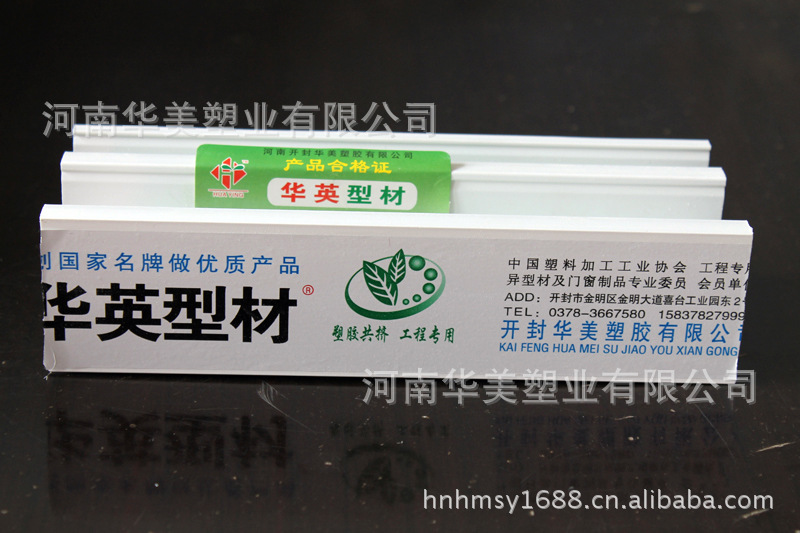 河南华美塑业有限公司
河南开封华美塑胶有限公司
产品合格证
华英型材
HUA YING
创国家名牌做优质产品
华英型材®
塑胶共挤 工程专用
中国塑料加工工业协会 工程专用
异型材及门窗制品专业委员 会员单位
ADD: 开封市金明区金明大道喜台工业园东2
TEL: 0378-3667580 15837827999
开封华美塑胶有限公司
KAI FENG HUA MEI SU JIAO YOU XIAN GONG
河南华美塑业有限公司
hnhmsy1688.cn.alibaba.com